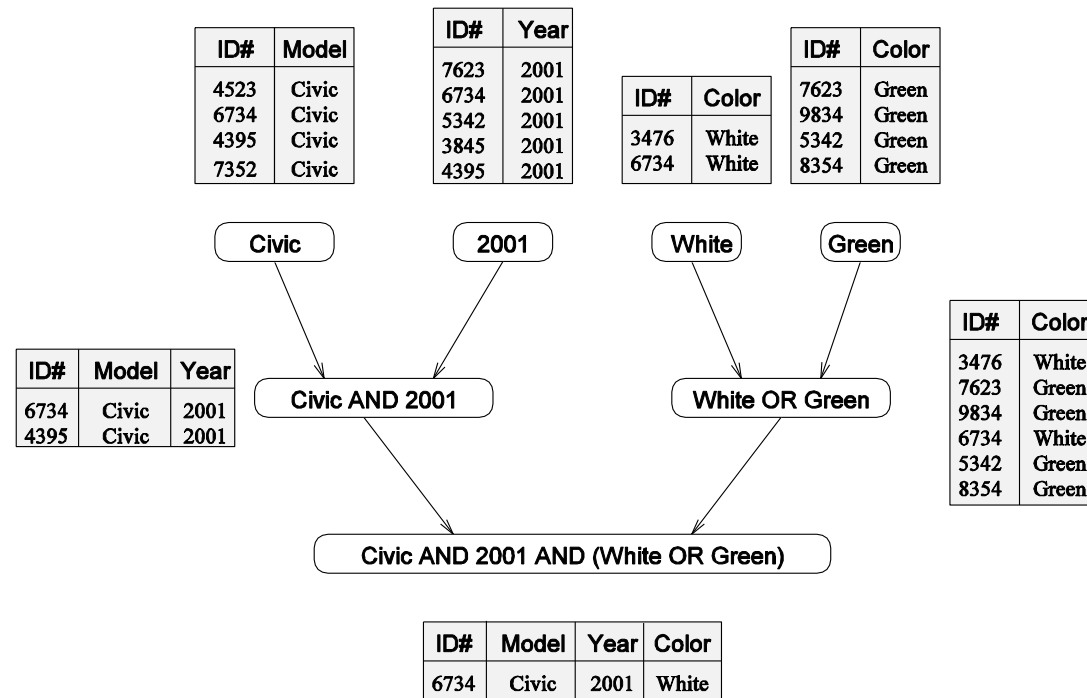 ID# Model
4523 Civic
6734 Civic
4395 Civic
7352 Civic
ID# Year
7623 2001
6734 2001
5342 2001
3845 2001
4395 2001
ID# Color
3476 White
6734 White
ID# Color
7623 Green
9834 Green
5342 Green
8354 Green
Civic
2001
White
Green
ID# Model Year
6734 Civic 2001
4395 Civic 2001
Civic AND 2001
White OR Green
ID# Color
3476 White
7623 Green
9834 Green
6734 White
5342 Green
8354 Green
Civic AND 2001 AND (White OR Green)
ID# Model Year Color
6734 Civic 2001 White